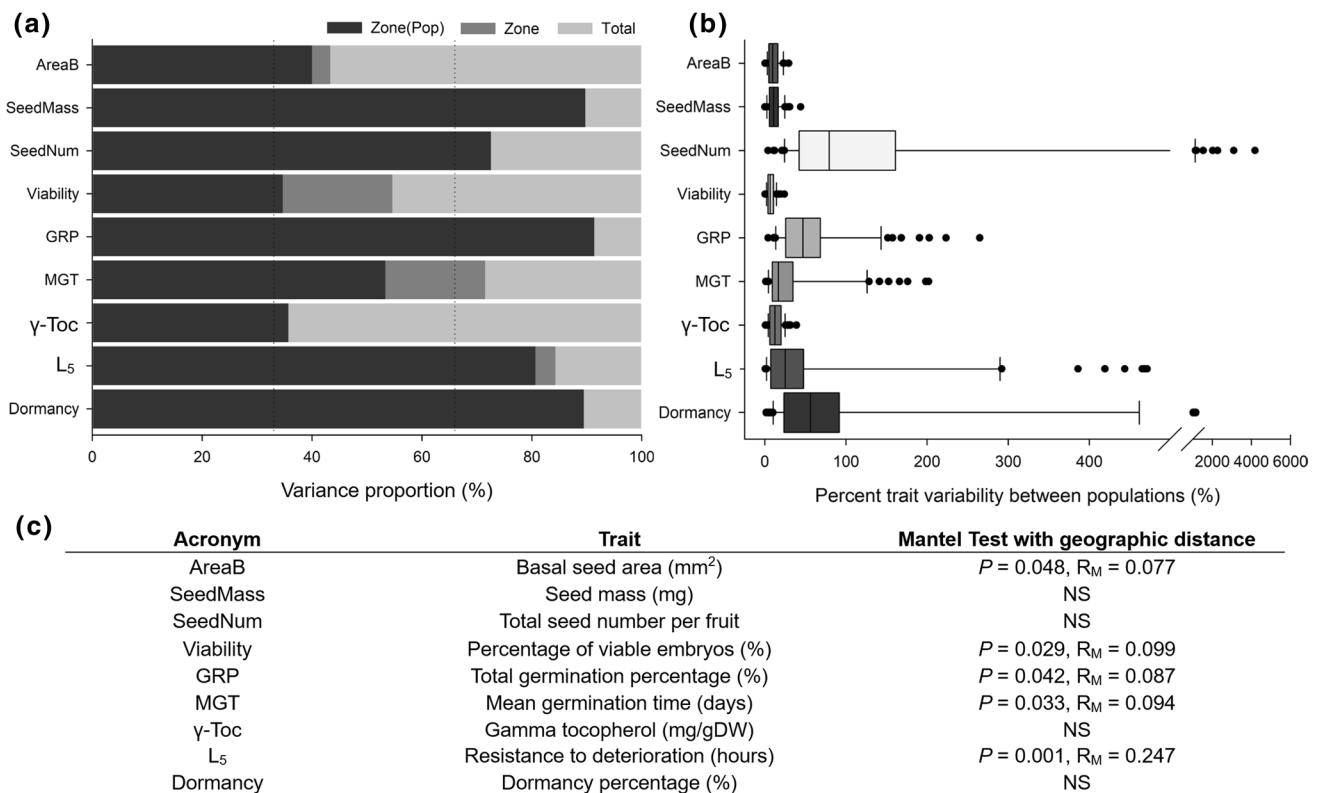 (a)
Zone(Pop) Zone Total
AreaB
SeedMass
SeedNum
Viability
GRP
MGT
γ-Toc
L₅
Dormancy
0 20 40 60 80 100
Variance proportion (%)
(b)
AreaB
SeedMass
SeedNum
Viability
GRP
MGT
γ-Toc
L₅
Dormancy
0 100 200 300 400 2000 4000 6000
Percent trait variability between populations (%)
(c)
Acronym Trait Mantel Test with geographic distance
AreaB Basal seed area (mm²) P = 0.048, R_M = 0.077
SeedMass Seed mass (mg) NS
SeedNum Total seed number per fruit NS
Viability Percentage of viable embryos (%) P = 0.029, R_M = 0.099
GRP Total germination percentage (%) P = 0.042, R_M = 0.087
MGT Mean germination time (days) P = 0.033, R_M = 0.094
γ-Toc Gamma tocopherol (mg/gDW) NS
L₅ Resistance to deterioration (hours) P = 0.001, R_M = 0.247
Dormancy Dormancy percentage (%) NS